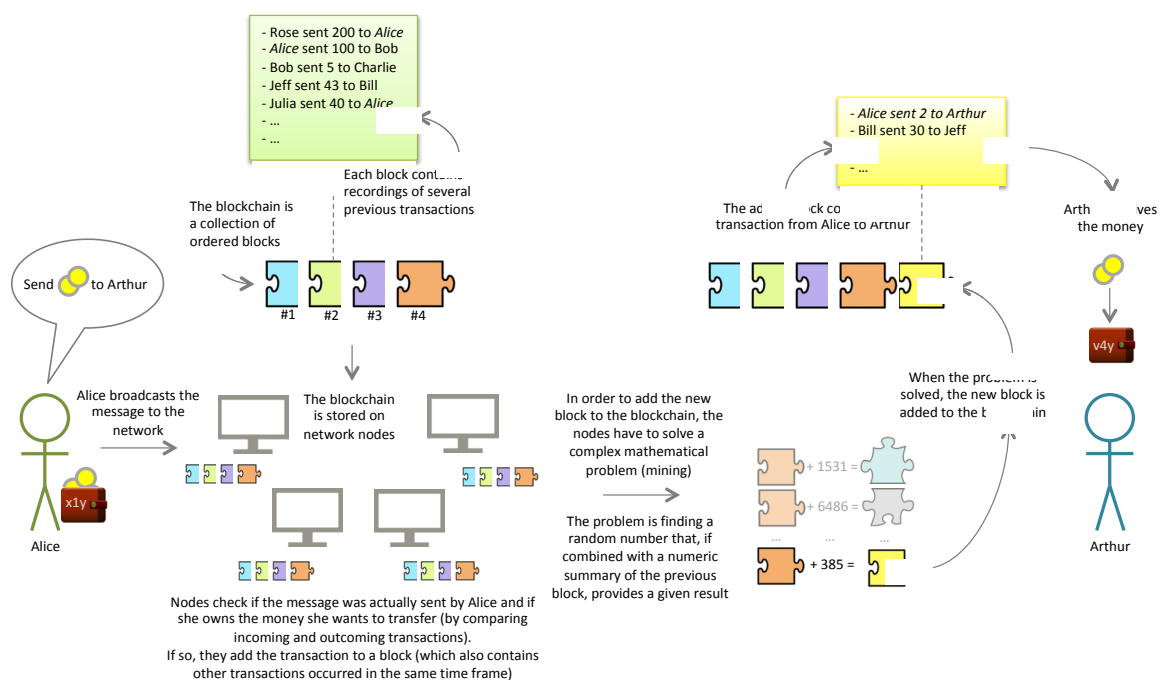 - Rose sent 200 to Alice
- Alice sent 100 to Bob
- Bob sent 5 to Charlie
- Jeff sent 43 to Bill
- Julia sent 40 to Alice
- ...
- ...
Each block
recordings of several
previous transactions
The blockchain is
a collection of
ordered blocks
#1
#2
#3
#4
Send
to Arthur
Alice broadcasts the
message to the
network
x1y
Alice
The blockchain
is stored on
network nodes
Nodes check if the message was actually sent by Alice and if
she owns the money she wants to transfer (by comparing
incoming and outcoming transactions).
If so, they add the transaction to a block (which also contains
other transactions occurred in the same time frame)
In order to add the new
block to the blockchain, the
nodes have to solve a
complex mathematical
problem (mining)
The problem is finding a
random number that, if
combined with a numeric
summary of the previous
block, provides a given result
+ 1531 =
+ 6486 =
... ... ...
+ 385 =
- Alice sent 2 to Arthur
- Bill sent 30 to Jeff
- ...
The
transaction from Alice to Arthur
the money
v4y
When the
solved, the new block is
added to the
Arthur